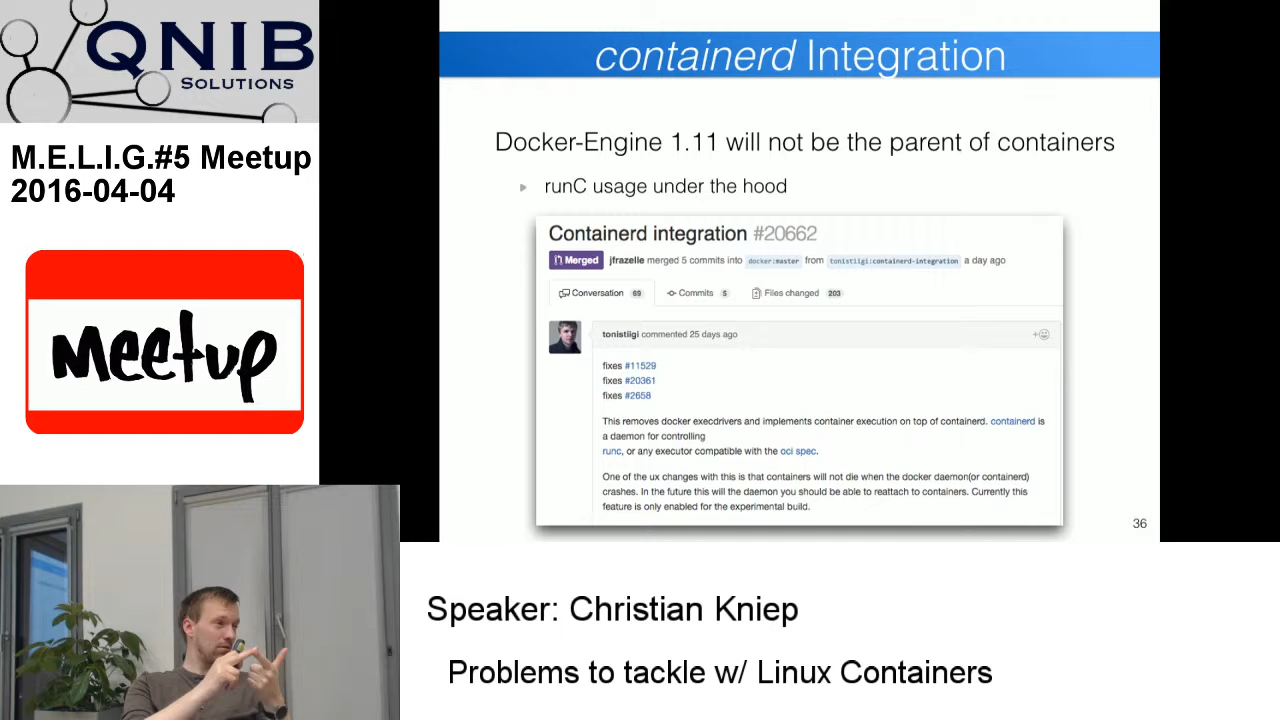 QNIB
SOLUTIONS
M.E.L.I.G.#5 Meetup
2016-04-04
Meetup
containerd Integration
Docker-Engine 1.11 will not be the parent of containers
runC usage under the hood
Containerd integration #20662
Merged jfrazelle merged 5 commits into docker:master from tonistiigi:containerd-integration a day ago
Conversation 69 Commits 5 Files changed 203
tonistiigi commented 25 days ago
fixes #11529
fixes #20361
fixes #2658
This removes docker execdrivers and implements container execution on top of containerd. containerd is
a daemon for controlling
runc, or any executor compatible with the oci spec.
One of the ux changes with this is that containers will not die when the docker daemon(or containerd)
crashes. In the future this will the daemon you should be able to reattach to containers. Currently this
feature is only enabled for the experimental build.
36
Speaker: Christian Kniep
Problems to tackle w/ Linux Containers